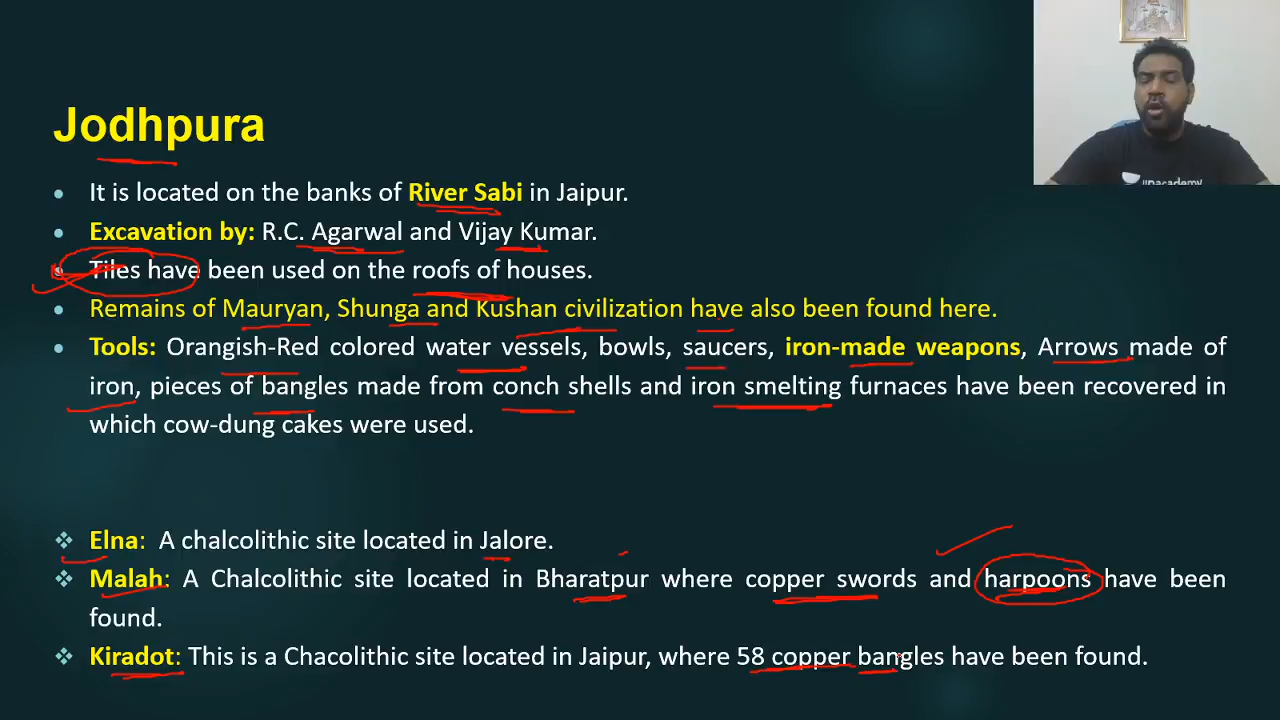 Jodhpura
It is located on the banks of River Sabi in Jaipur.
Excavation by: R.C. Agarwal and Vijay Kumar.
Tiles have been used on the roofs of houses.
Remains of Mauryan, Shunga and Kushan civilization have also been found here.
Tools: Orangish-Red colored water vessels, bowls, saucers, iron-made weapons, Arrows made of
iron, pieces of bangles made from conch shells and iron smelting furnaces have been recovered in
which cow-dung cakes were used.
Elna: A chalcolithic site located in Jalore.
Malah: A Chalcolithic site located in Bharatpur where copper swords and harpoons have been
found.
Kiradot: This is a Chacolithic site located in Jaipur, where 58 copper bangles have been found.